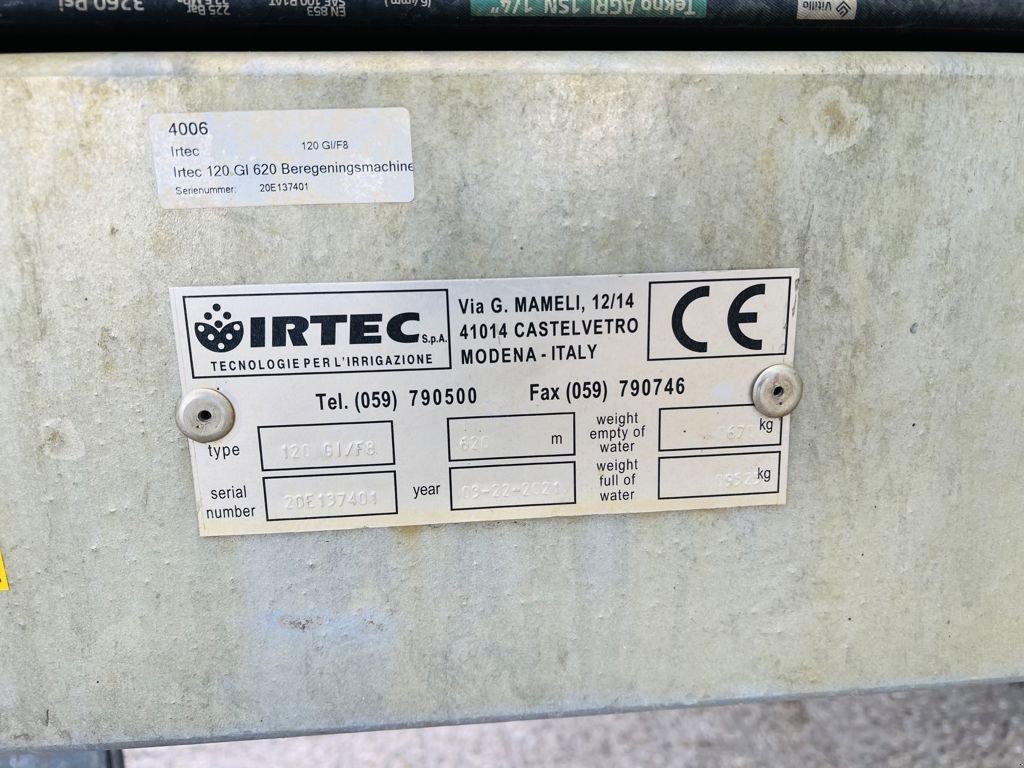 3260 Psi
225 Bar
EN 853
SAE 100 R1AT
Tekno AGRI 1SN 1/4"
Vitillo
4006
Irtec 120 GI/F8
Irtec 120 GI 620 Beregeningsmachine
Serienummer: 20E137401
IRTEC S.p.A.
TECNOLOGIE PER L'IRRIGAZIONE
Via G. MAMELI, 12/14
41014 CASTELVETRO
MODENA - ITALY
CE
Tel. (059) 790500 Fax (059) 790746
type 120 GI/F8 620 m weight empty of water kg
serial number 20E137401 year 03-22-2021 weight full of water kg